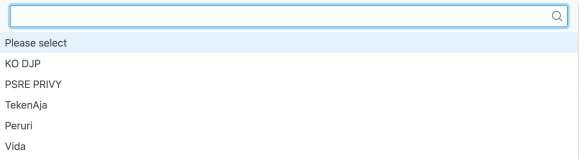 Please select
KO DJP
PSRE PRIVY
TekenAja
Peruri
Vida